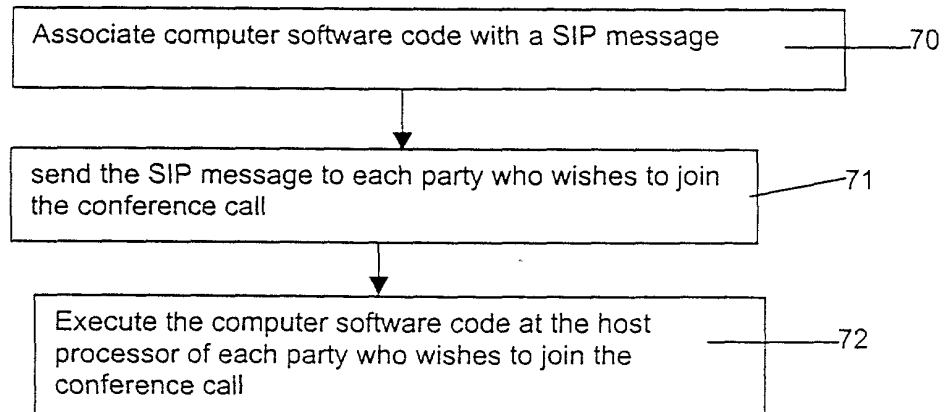 Associate computer software code with a SIP message
70
send the SIP message to each party who wishes to join
the conference call
71
Execute the computer software code at the host
processor of each party who wishes to join the
conference call
72